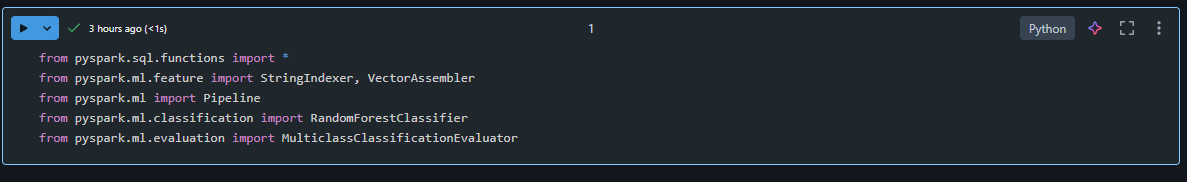 3 hours ago (<1s)
1
Python
from pyspark.sql.functions import *
from pyspark.ml.feature import StringIndexer, VectorAssembler
from pyspark.ml import Pipeline
from pyspark.ml.classification import RandomForestClassifier
from pyspark.ml.evaluation import MulticlassClassificationEvaluator